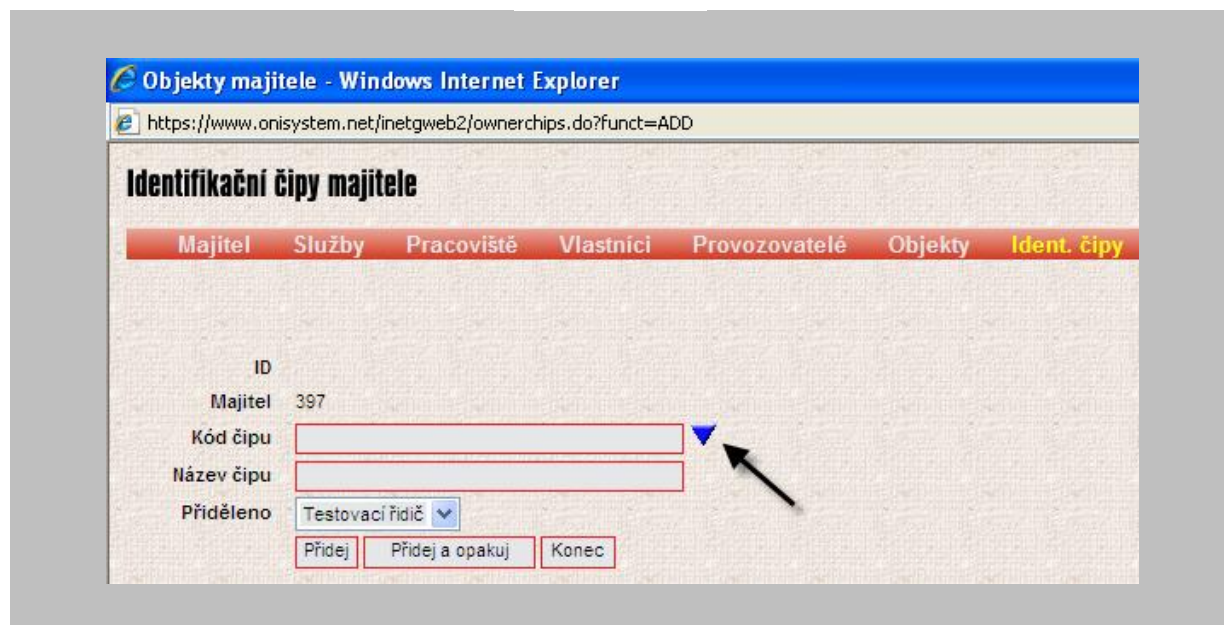 Objekty majitele - Windows Internet Explorer
https://www.onisystem.net/inetgweb2/ownerchips.do?funct=ADD
Identifikační čipy majitele
Majitel Služby Pracoviště Vlastníci Provozovatelé Objekty Ident. čipy
ID
Majitel 397
Kód čipu
Název čipu
Přiděleno Testovací řidič
Přidej Přidej a opakuj Konec